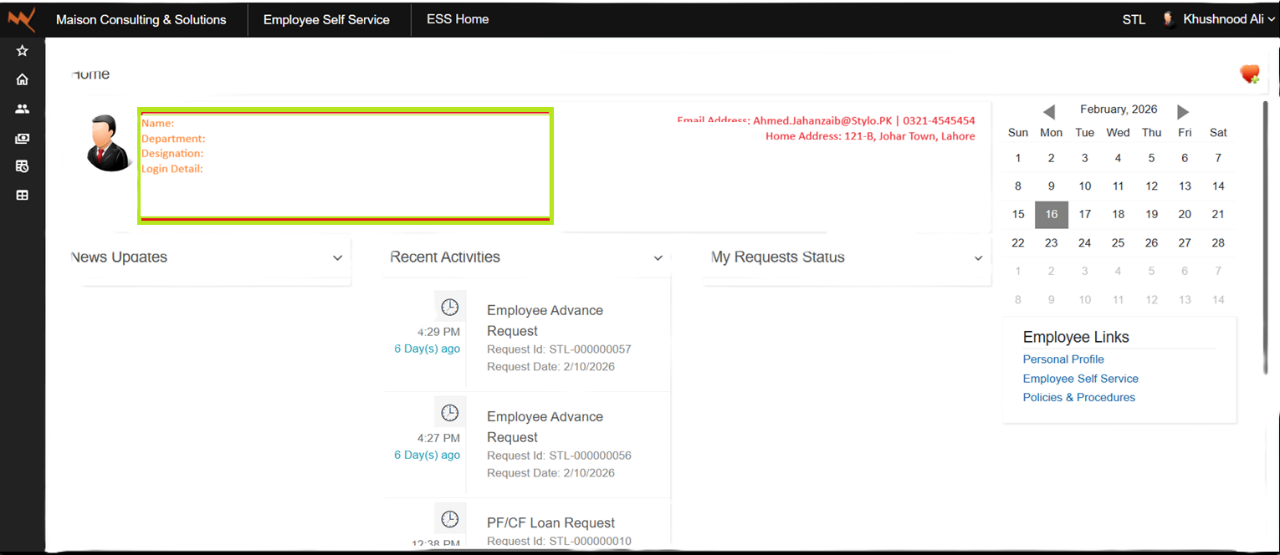 Maison Consulting & Solutions
Employee Self Service
ESS Home
STL
Khushnood Ali
Home
Name:
Department:
Designation:
Login Detail:
Email Address: Ahmed.Jahanzaib@Stylo.PK | 0321-4545454
Home Address: 121-B, Johar Town, Lahore
February, 2026
Sun Mon Tue Wed Thu Fri Sat
1 2 3 4 5 6 7
8 9 10 11 12 13 14
15 16 17 18 19 20 21
22 23 24 25 26 27 28
1 2 3 4 5 6 7
8 9 10 11 12 13 14
News Updates
Recent Activities
4:29 PM
6 Day(s) ago
Employee Advance
Request
Request Id: STL-000000057
Request Date: 2/10/2026
4:27 PM
6 Day(s) ago
Employee Advance
Request
Request Id: STL-000000056
Request Date: 2/10/2026
12:38 PM
PF/CF Loan Request
Request Id: STL-000000010
My Requests Status
Employee Links
Personal Profile
Employee Self Service
Policies & Procedures